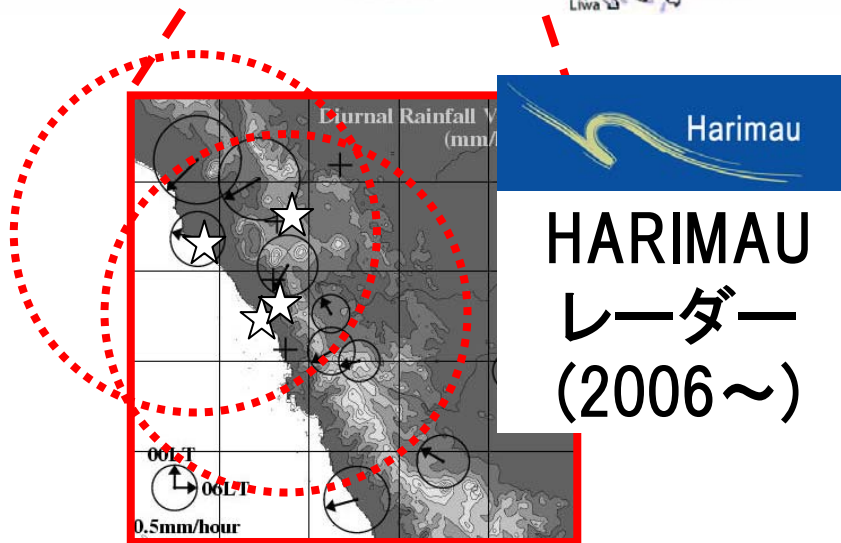 Liwa
Diurnal Rainfall V
(mm/
Harimau
HARIMAU
レーダー
(2006～)
00LT
06LT
0.5mm/hour